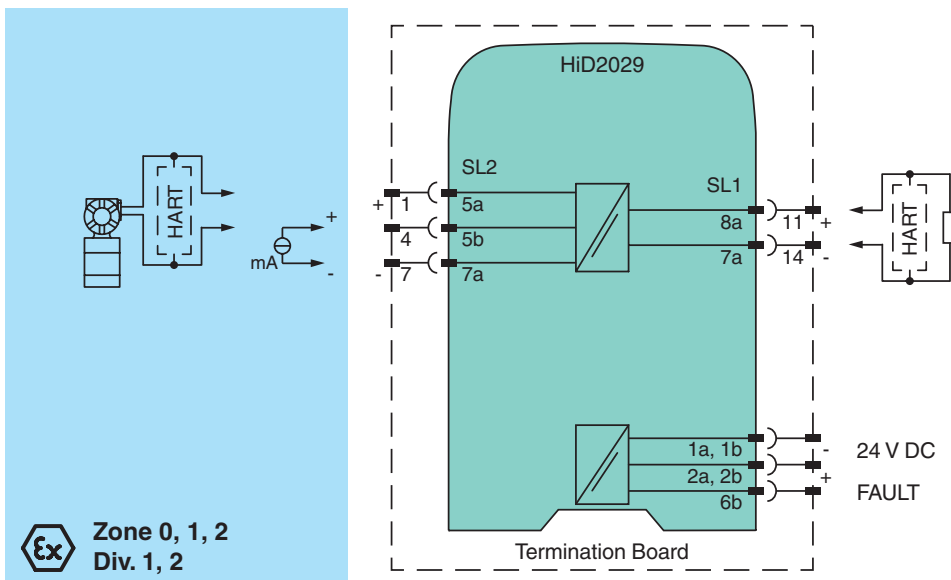 HiD2029
SL2
SL1
HART
+
mA
-
+
1
5a
4
5b
-
7
7a
8a
11
+
7a
14
-
HART
1a, 1b
-
24 V DC
2a, 2b
+
6b
FAULT
Ex
Zone 0, 1, 2
Div. 1, 2
Termination Board